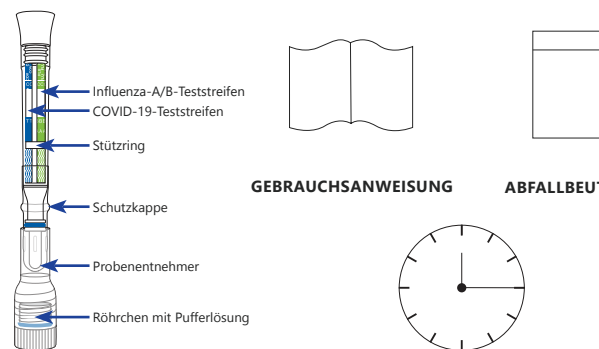 Influenza-A/B-Teststreifen
COVID-19-Teststreifen
Stützring
GEBRAUCHSANWEISUNG
Schutzkappe
Probenentnehmer
Röhrchen mit Pufferlösung